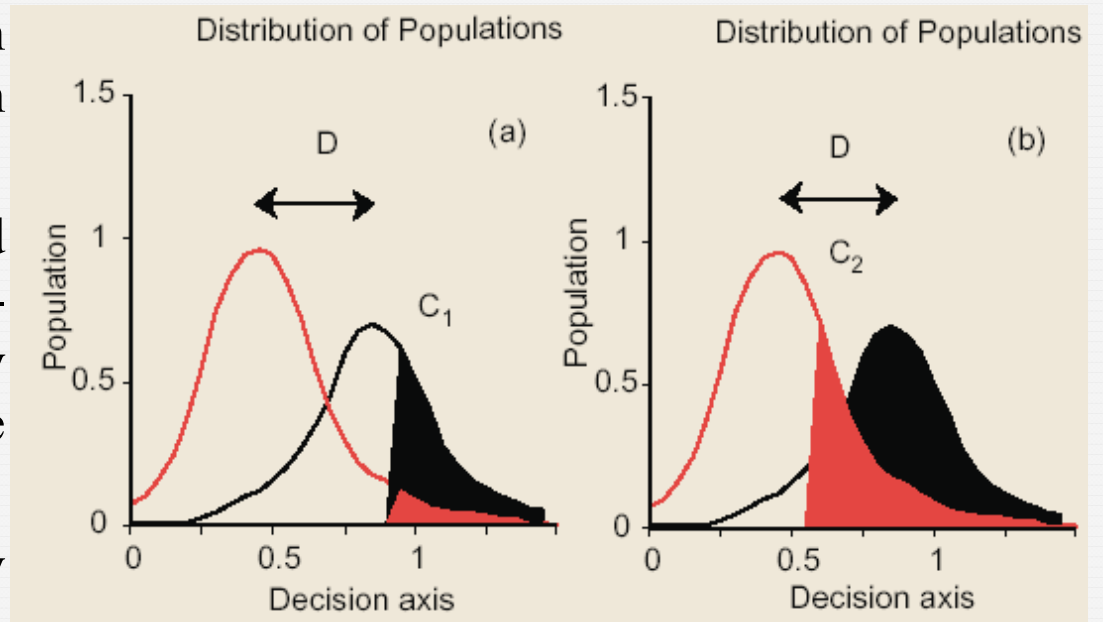 Distribution of Populations
1.5
D
(a)
1
C1
0.5
0
0
0.5
1
Population
Decision axis
Distribution of Populations
1.5
D
(b)
1
C2
0.5
0
0
0.5
1
Population
Decision axis